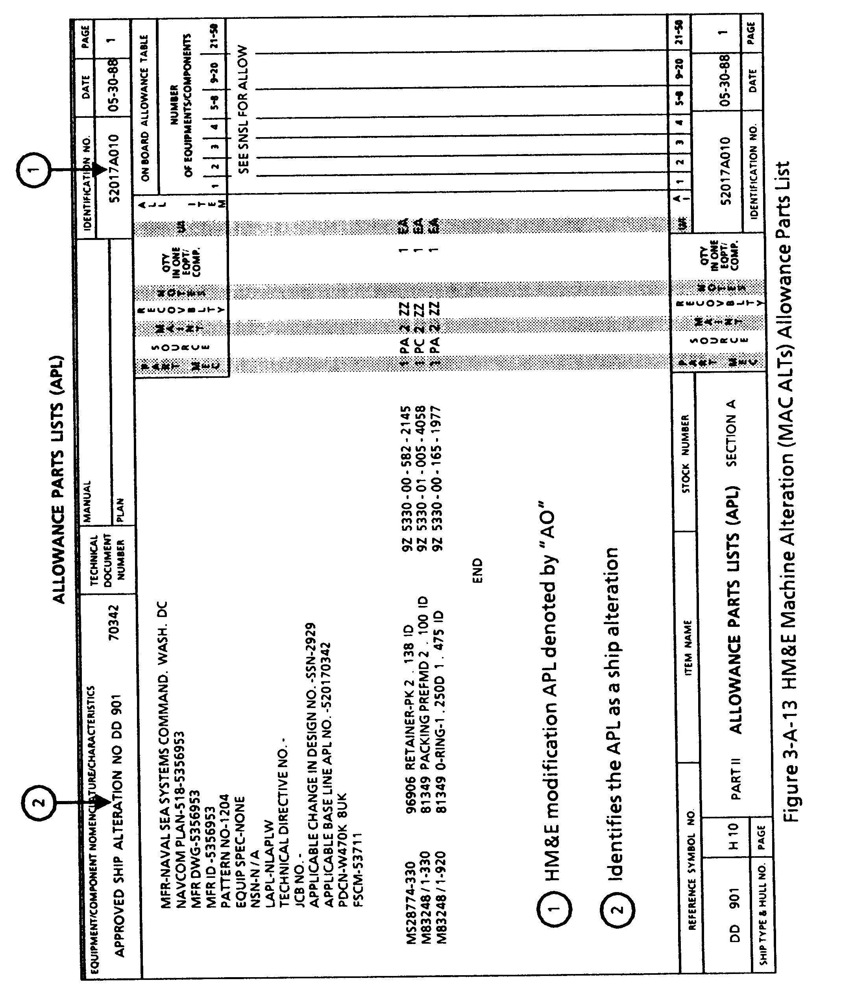 ALLOWANCE PARTS LISTS (APL)
EQUIPMENT/COMPONENT NOMENCLATURE/CHARACTERISTICS
TECHNICAL DOCUMENT NUMBER
MANUAL
PLAN
IDENTIFICATION NO.
DATE
PAGE
1
2
APPROVED SHIP ALTERATION NO DD 901
70342
52017A010
05-30-88
1
PART MEC
SOURCE
MAINT
RECOVBLTY
NOTES
QTY IN ONE EQPT/ COMP.
U/I
ALL ITEM
ON BOARD ALLOWANCE TABLE
NUMBER
OF EQUIPMENTS/COMPONENTS
1 2 3 4 5-8 9-20 21-50
SEE SNSL FOR ALLOW
MFR-NAVAL SEA SYSTEMS COMMAND. WASH. DC
NAVCOM PLAN-518-5356953
MFR DWG-5356953
MFR ID -5356953
PATTERN NO-1204
EQUIP SPEC-NONE
NSN-N / A
LAPL-NLAPLW
TECHNICAL DIRECTIVE NO. -
JCB NO. -
APPLICABLE CHANGE IN DESIGN NO. -SSN-2929
APPLICABLE BASE LINE APL NO. -520170342
PDCN-W470K 8UK
FSCM-53711
MS28774-330 96906 RETAINER-PK 2 . 138 ID 9Z 5330-00 - 582 - 2145 1 PA 2 ZZ 1 EA
M83248 / 1-330 81349 PACKING PREFMD 2 . 100 ID 9Z 5330-01 - 005 - 4058 1 PC 2 ZZ 1 EA
M83248 / 1-920 81349 0-RING-1 . 250D 1 . 475 ID 9Z 5330-00 - 165 - 1977 1 PA 2 ZZ 1 EA
END
1 HM&E modification APL denoted by "AO"
2 Identifies the APL as a ship alteration
REFERENCE SYMBOL NO.
ITEM NAME
STOCK NUMBER
PART MEC
SOURCE
MAINT
RECOVBLTY
NOTES
QTY IN ONE EQPT/ COMP.
U/I
A I
1 2 3 4 5-8 9-20 21-50
DD 901
H 10
PART II ALLOWANCE PARTS LISTS (APL) SECTION A
52017A010
05-30-88
1
SHIP TYPE & HULL NO.
PAGE
IDENTIFICATION NO.
DATE
PAGE
Figure 3-A-13 HM&E Machine Alteration (MAC ALTs) Allowance Parts List